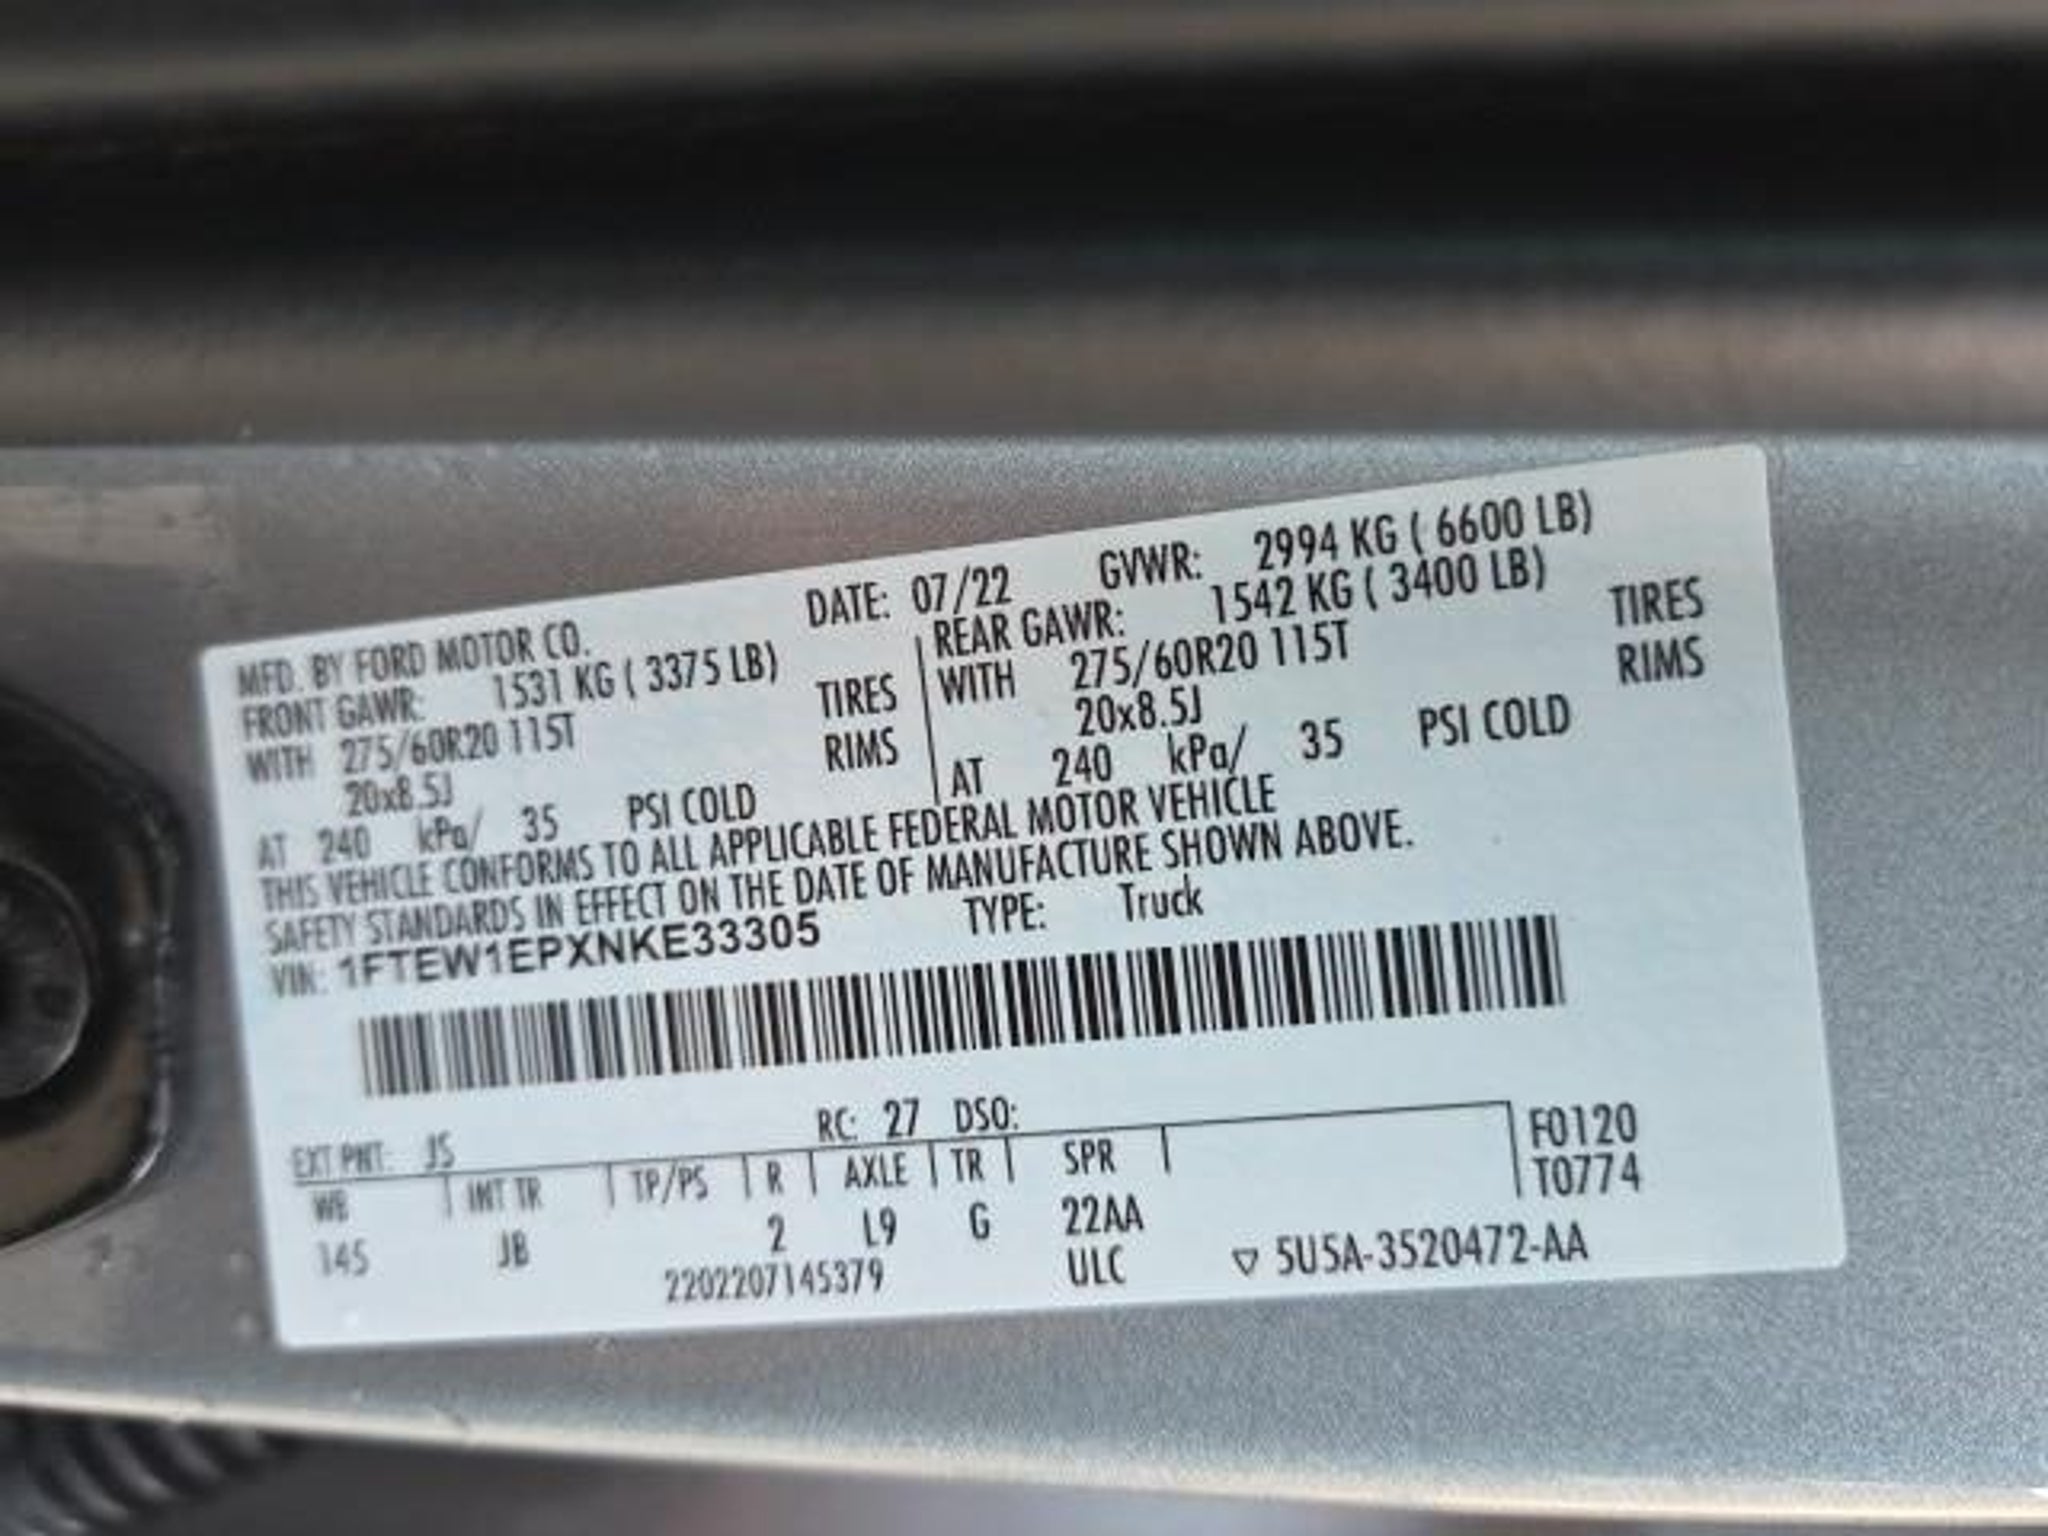 MFD. BY FORD MOTOR CO. DATE: 07/22 GVWR: 2994 KG ( 6600 LB)
FRONT GAWR: 1531 KG ( 3375 LB) REAR GAWR: 1542 KG ( 3400 LB)
WITH 275/60R20 115T TIRES WITH 275/60R20 115T TIRES
20x8.5J RIMS 20x8.5J RIMS
AT 240 kPa/ 35 PSI COLD AT 240 kPa/ 35 PSI COLD
THIS VEHICLE CONFORMS TO ALL APPLICABLE FEDERAL MOTOR VEHICLE
SAFETY STANDARDS IN EFFECT ON THE DATE OF MANUFACTURE SHOWN ABOVE.
VIN: 1FTEW1EPXNKE33305 TYPE: Truck
EXT PNT: JS RC: 27 DSO: F0120
WB INT TR TP/PS R AXLE TR SPR T0774
145 JB 2 L9 G 22AA
2202207145379 ULC ▽ 5U5A-3520472-AA